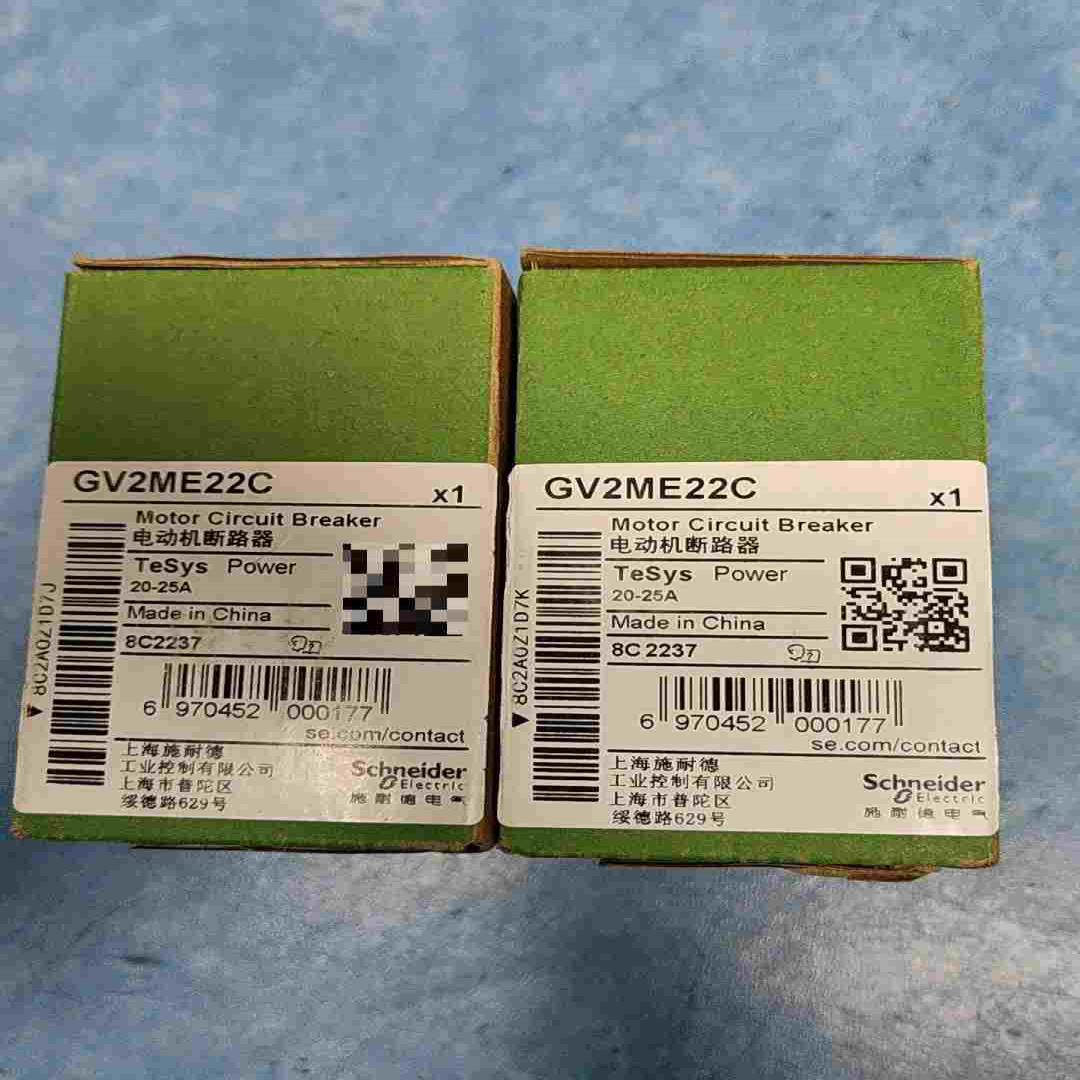 GV2ME22C
x1
Motor Circuit Breaker
电动机断路器
TeSys Power
20-25A
Made in China
8C2237
8C2A0Z1D7J
6 970452 000177
se.com/contact
上海施耐德
工业控制有限公司
上海市普陀区
绥德路629号
Schneider
Electric
施耐德电气
GV2ME22C
x1
Motor Circuit Breaker
电动机断路器
TeSys Power
20-25A
Made in China
8C2237
8C2A0Z1D7K
6 970452 000177
se.com/contact
上海施耐德
工业控制有限公司
上海市普陀区
绥德路629号
Schneider
Electric
施耐德电气